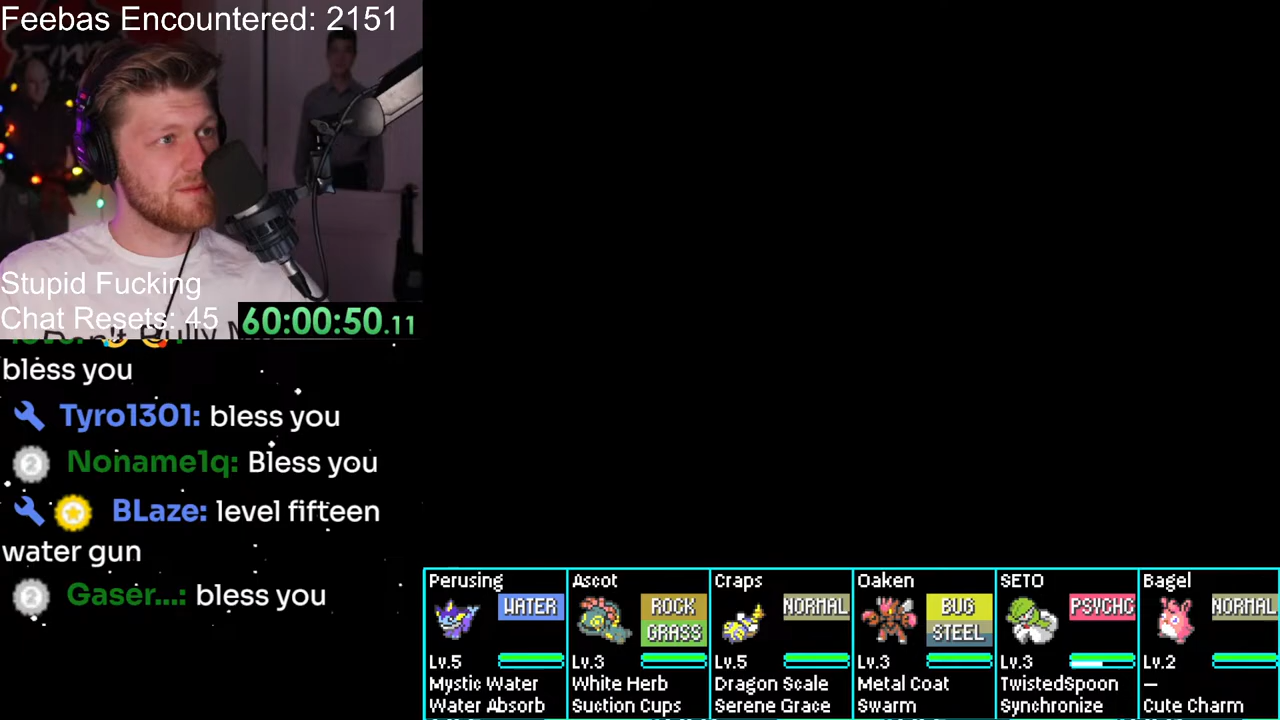 Feebas Encountered: 2151
Stupid Fucking
Chat Resets: 45
60:00:50.11
bless you
Tyro1301: bless you
Noname1q: Bless you
BLaze: level fifteen
water gun
Gaser...: bless you
Perusing Ascot Craps Oaken SETO Bagel
WATER ROCK GRASS NORMAL BUG STEEL PSYCHC NORMAL
Lv.5 Lv.3 Lv.5 Lv.3 Lv.3 Lv.2
Mystic Water White Herb Dragon Scale Metal Coat TwistedSpoon —
Water Absorb Suction Cups Serene Grace Swarm Synchronize Cute Charm